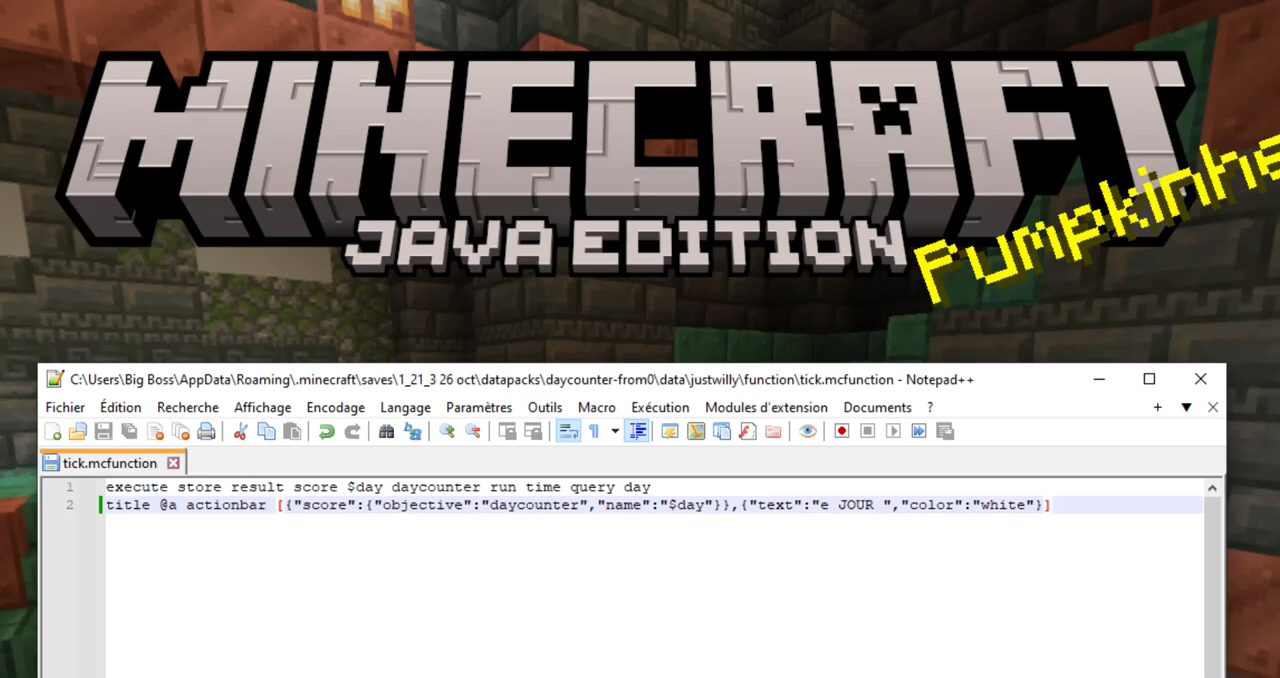 MINECRAFT
JAVA EDITION
C:\Users\Big Boss\AppData\Roaming\.minecraft\saves\1_21_3 26 oct\datapacks\daycounter-from0\data\justwilly\function\tick.mcfunction - Notepad++
Fichier Édition Recherche Affichage Encodage Langage Paramètres Outils Macro Exécution Modules d'extension Documents ?
tick.mcfunction
1 execute store result score $day daycounter run time query day
2 title @a actionbar [{"score":{"objective":"daycounter","name":"$day"}},{"text":"e JOUR ","color":"white"}]